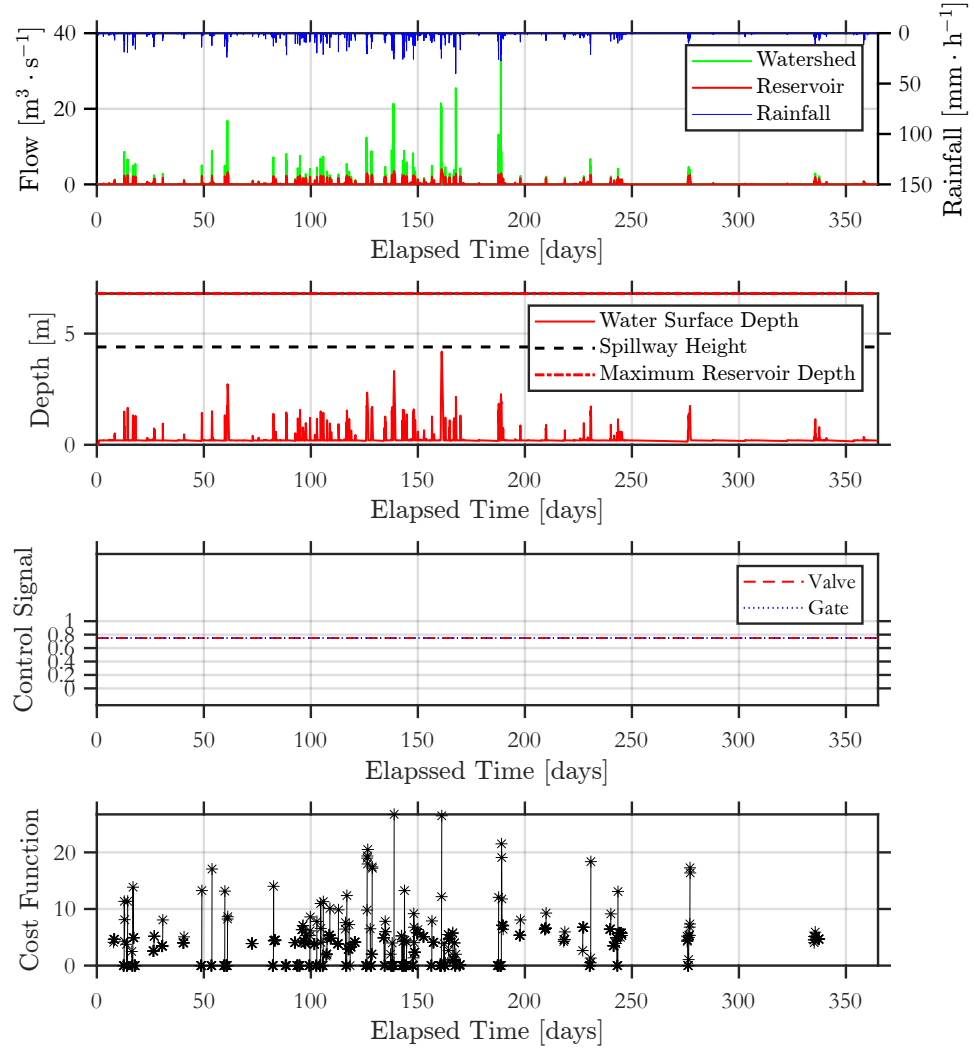 40
20
0
Flow [m³ · s⁻¹]
0
50
100
150
Rainfall [mm · h⁻¹]
Watershed
Reservoir
Rainfall
0 50 100 150 200 250 300 350
Elapsed Time [days]
5
0
Depth [m]
Water Surface Depth
Spillway Height
Maximum Reservoir Depth
0 50 100 150 200 250 300 350
Elapsed Time [days]
Control Signal
1
0.8
0.6
0.4
0.2
0
Valve
Gate
0 50 100 150 200 250 300 350
Elapssed Time [days]
Cost Function
20
10
0
0 50 100 150 200 250 300 350
Elapsed Time [days]